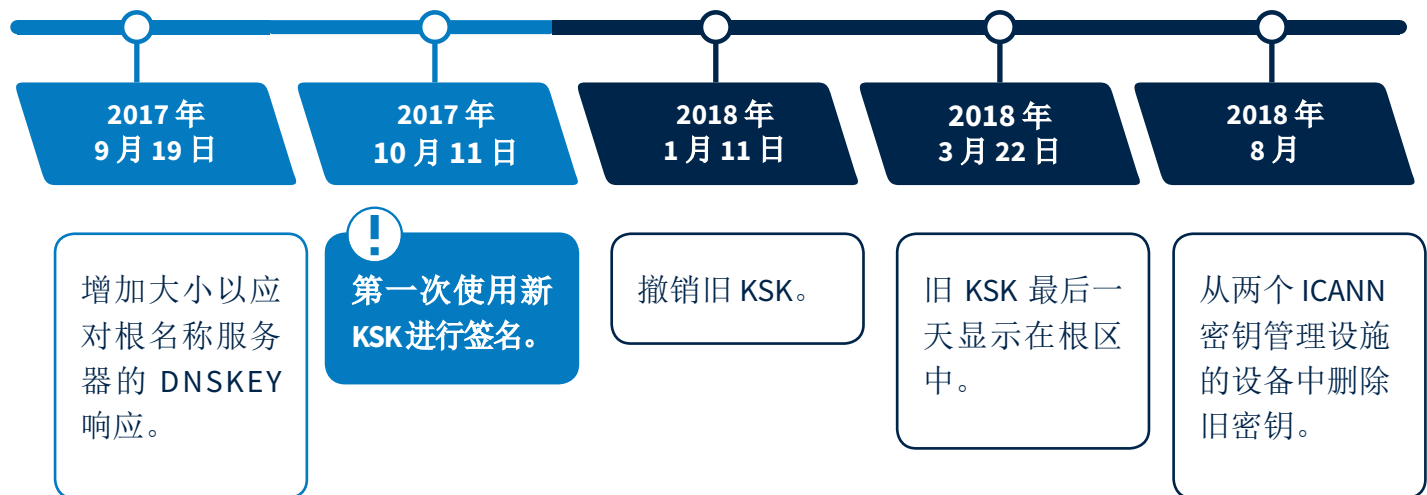 2017 年
9 月 19 日
2017 年
10 月 11 日
2018 年
1 月 11 日
2018 年
3 月 22 日
2018 年
8 月
增加大小以应
对根名称服务
器的 DNSKEY
响应。
!
第一次使用新
KSK 进行签名。
撤销旧 KSK。
旧 KSK 最后一
天显示在根区
中。
从两个 ICANN
密钥管理设施
的设备中删除
旧密钥。